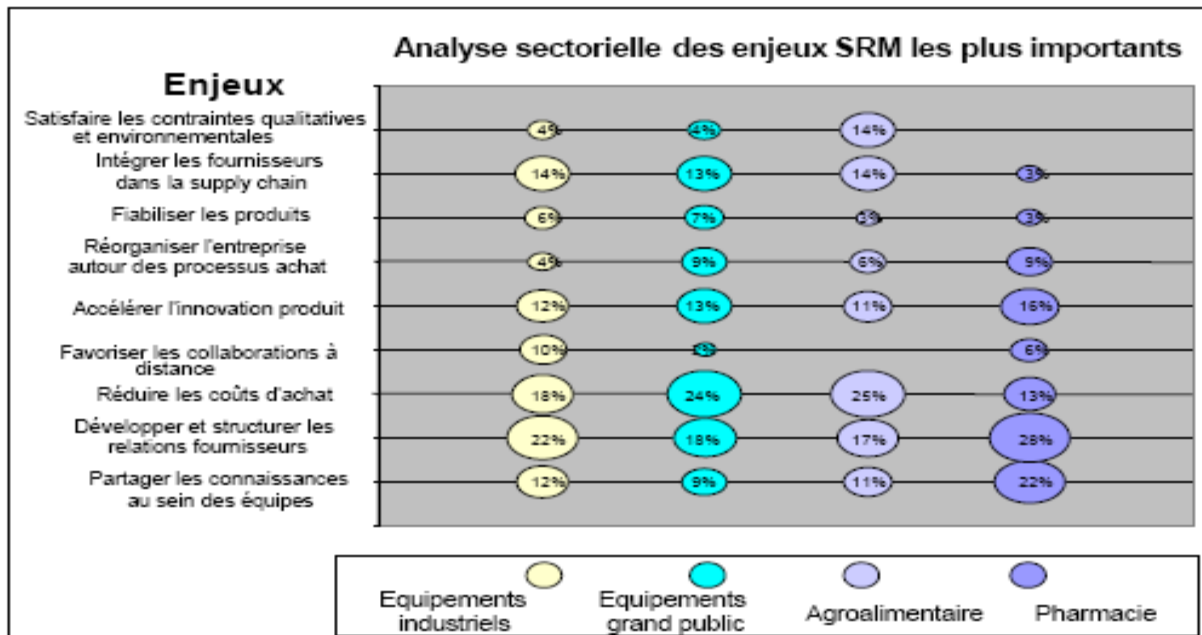 Analyse sectorielle des enjeux SRM les plus importants
Enjeux
Satisfaire les contraintes qualitatives
et environnementales
4% 4% 14%
Intégrer les fournisseurs
dans la supply chain
14% 13% 14% 3%
Fiabiliser les produits
6% 7% 3% 3%
Réorganiser l'entreprise
autour des processus achat
4% 9% 9%
Accélérer l'innovation produit
12% 13% 11% 16%
Favoriser les collaborations à
distance
10% 6%
Réduire les coûts d'achat
18% 24% 25% 13%
Développer et structurer les
relations fournisseurs
22% 18% 17% 28%
Partager les connaissances
au sein des équipes
12% 9% 11% 22%
Equipements
industriels
Equipements
grand public
Agroalimentaire
Pharmacie